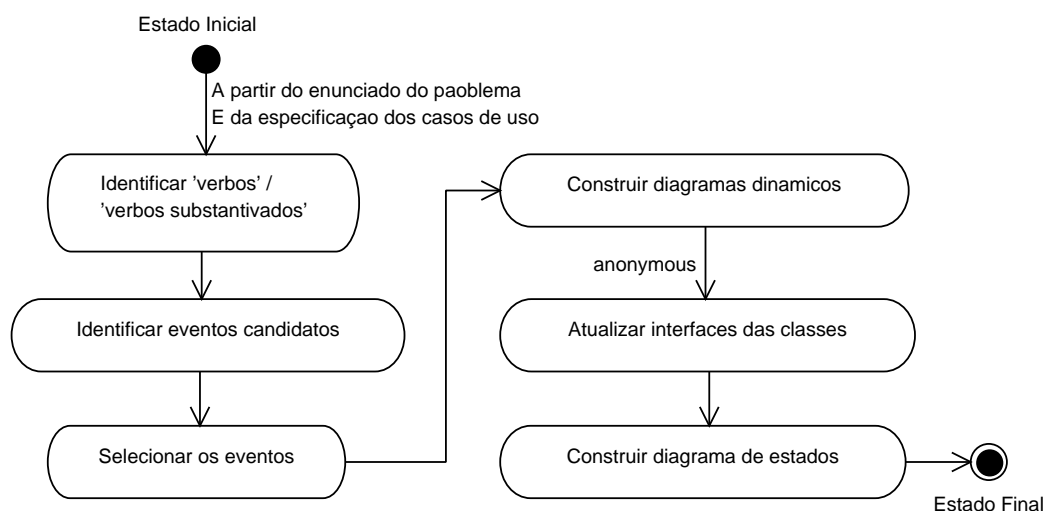 Estado Inicial
A partir do enunciado do paoblema
E da especificaçao dos casos de uso
Identificar ’verbos’ /
’verbos substantivados’
Identificar eventos candidatos
Selecionar os eventos
Construir diagramas dinamicos
anonymous
Atualizar interfaces das classes
Construir diagrama de estados
Estado Final